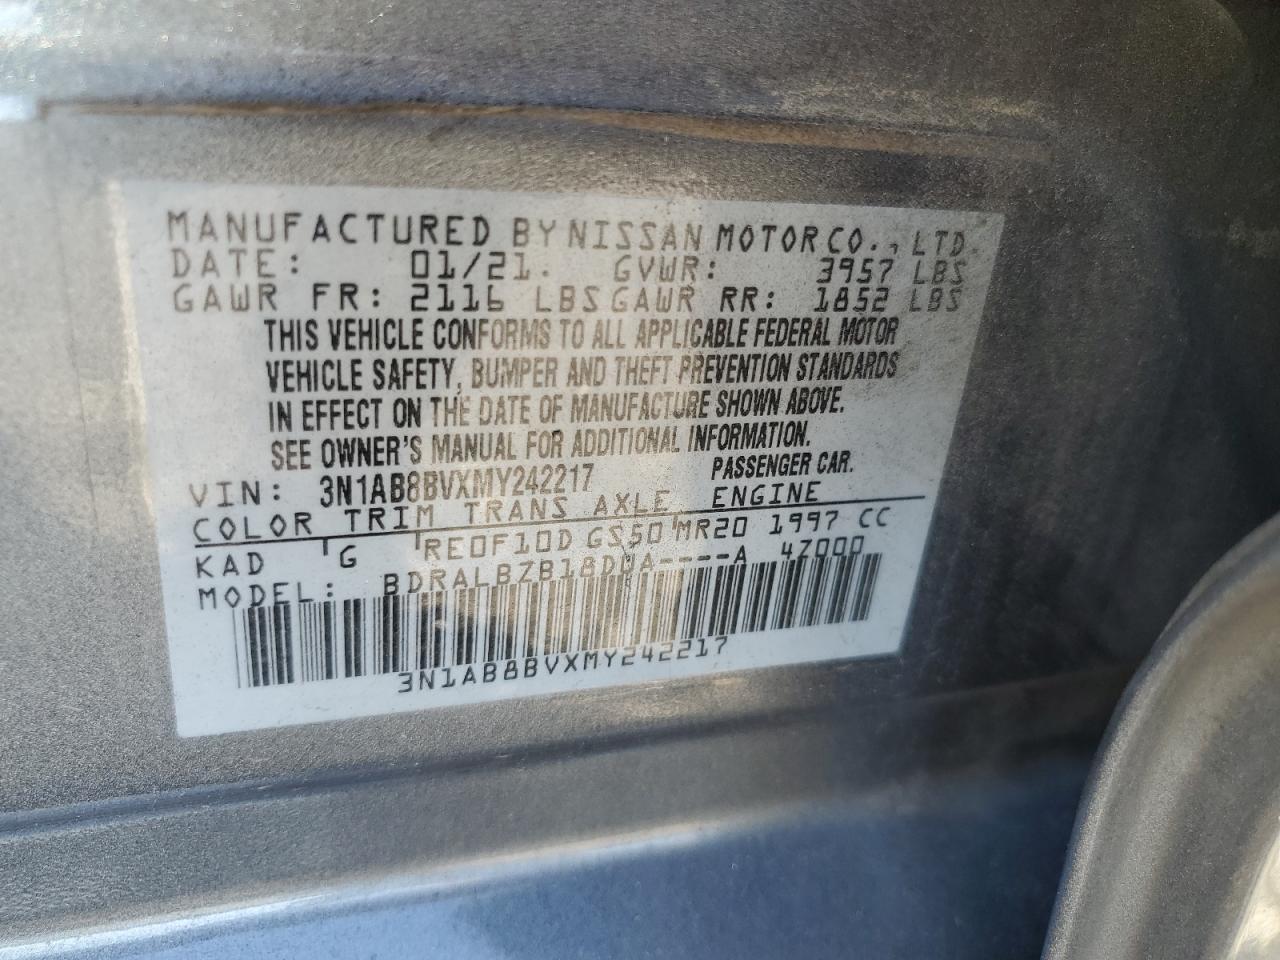 MANUFACTURED BY NISSAN MOTOR CO., LTD.
DATE: 01/21. GVWR: 3957 LBS
GAWR FR: 2116 LBS GAWR RR: 1852 LBS
THIS VEHICLE CONFORMS TO ALL APPLICABLE FEDERAL MOTOR
VEHICLE SAFETY, BUMPER AND THEFT PREVENTION STANDARDS
IN EFFECT ON THE DATE OF MANUFACTURE SHOWN ABOVE.
SEE OWNER'S MANUAL FOR ADDITIONAL INFORMATION.
VIN: 3N1AB8BVXMY242217 PASSENGER CAR.
COLOR TRIM TRANS AXLE ENGINE
KAD G RE0F10D GS50 MR20 1997 CC
MODEL: BDRALBZB18DUA----A 47000
3N1AB8BVXMY242217